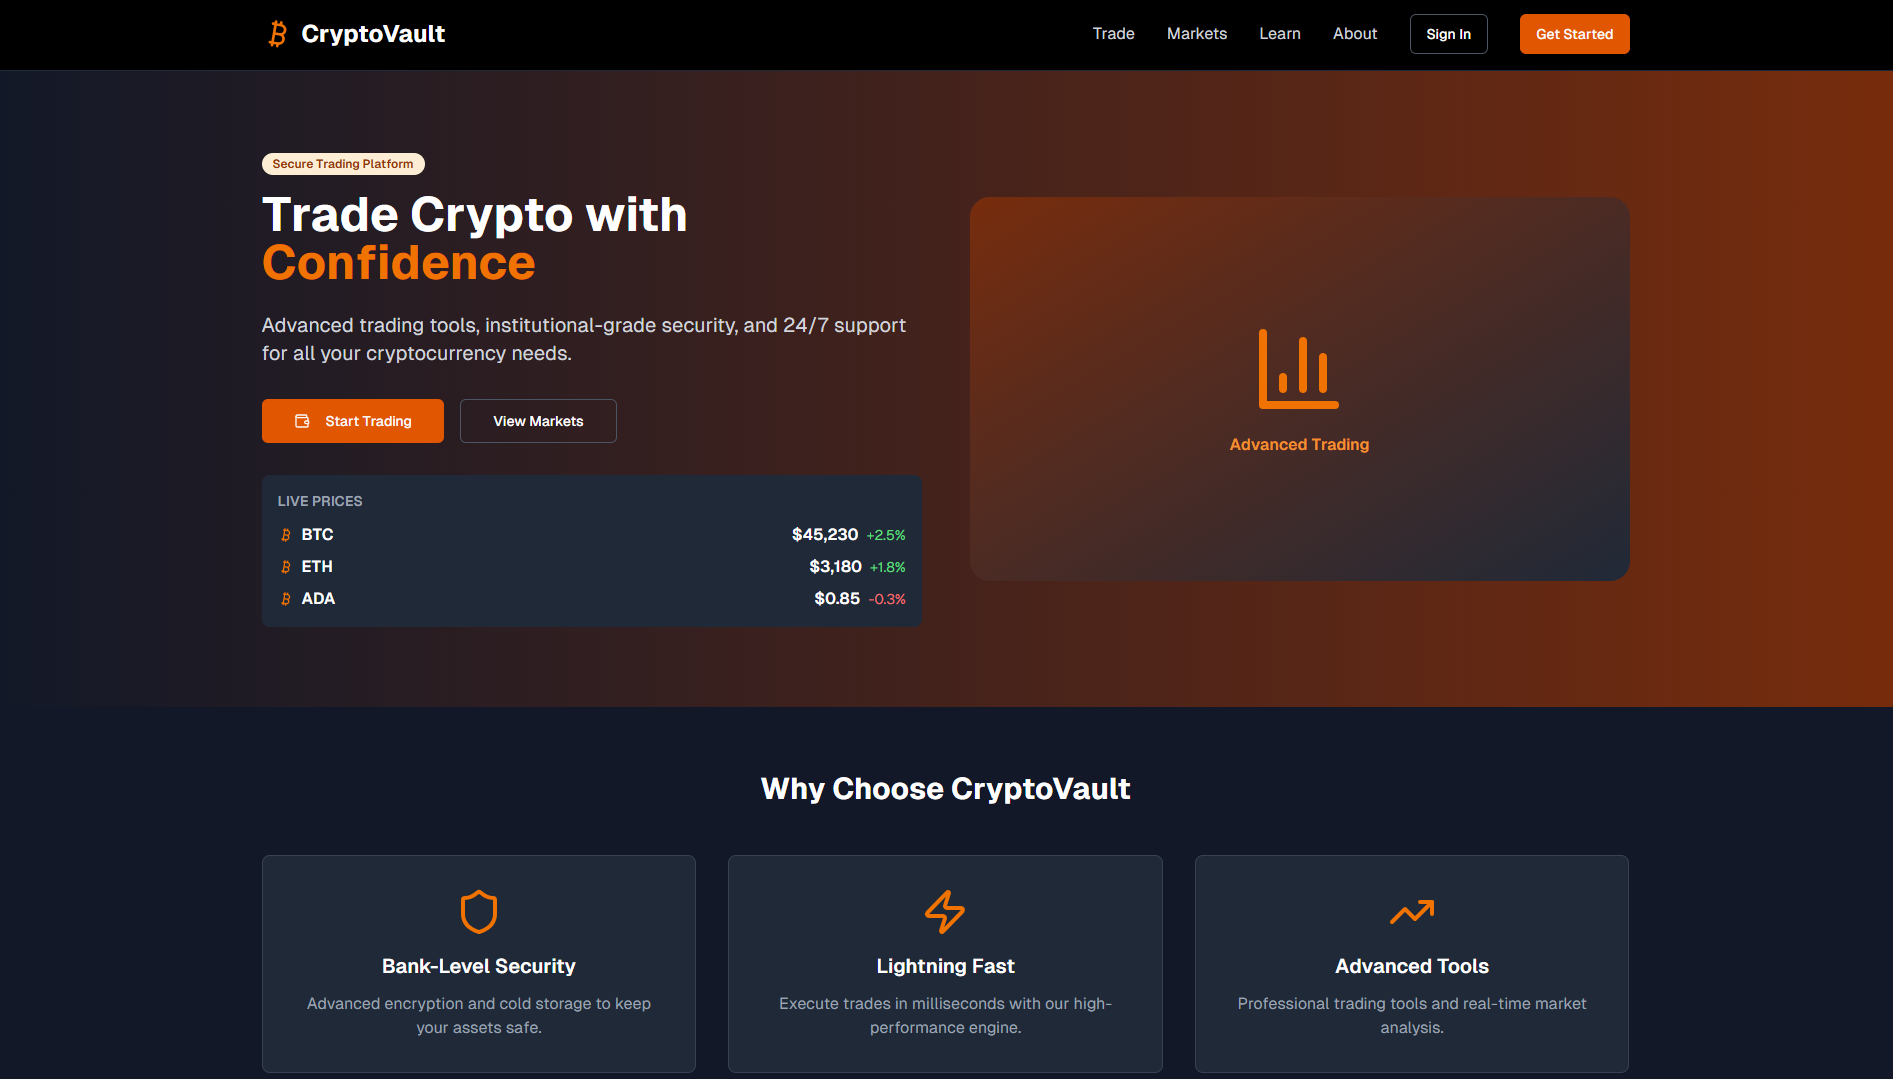 CryptoVault
Trade
Markets
Learn
About
Sign In
Get Started
Secure Trading Platform
Trade Crypto with
Confidence
Advanced trading tools, institutional-grade security, and 24/7 support
for all your cryptocurrency needs.
Start Trading
View Markets
LIVE PRICES
BTC $45,230 +2.5%
ETH $3,180 +1.8%
ADA $0.85 -0.3%
Advanced Trading
Why Choose CryptoVault
Bank-Level Security
Advanced encryption and cold storage to keep
your assets safe.
Lightning Fast
Execute trades in milliseconds with our high-
performance engine.
Advanced Tools
Professional trading tools and real-time market
analysis.